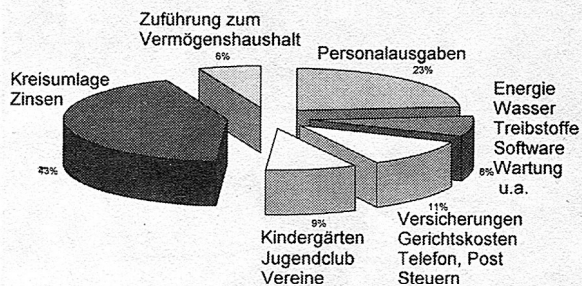 Zuführung zum
Vermögenshaushalt
6%
Personalausgaben
23%
Kreisumlage
Zinsen
43%
Energie
Wasser
Treibstoffe
Software
Wartung
u.a.
8%
Versicherungen
Gerichtskosten
Telefon, Post
Steuern
11%
Kindergärten
Jugendclub
Vereine
9%